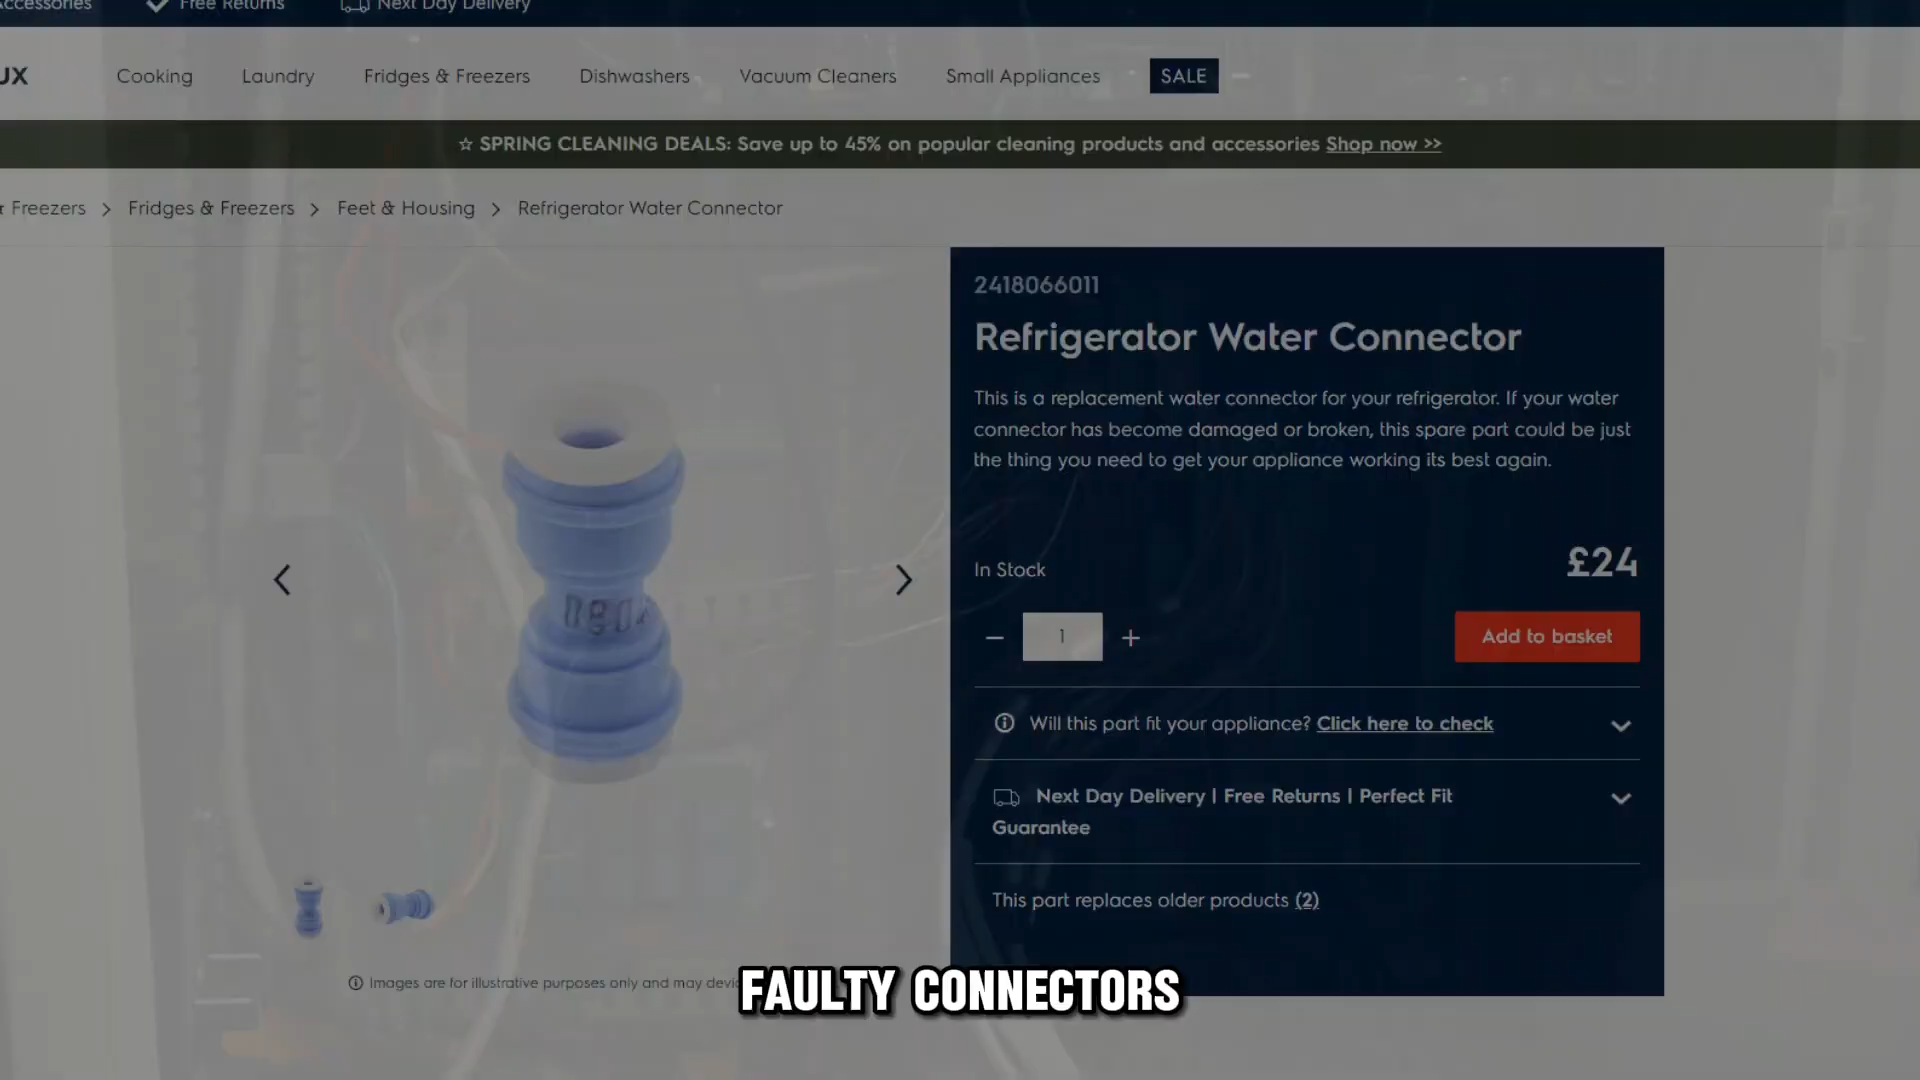 Accessories Free Returns Next Day Delivery
UX Cooking Laundry Fridges & Freezers Dishwashers Vacuum Cleaners Small Appliances SALE
☆ SPRING CLEANING DEALS: Save up to 45% on popular cleaning products and accessories Shop now >>
& Freezers > Fridges & Freezers > Feet & Housing > Refrigerator Water Connector
2418066011
Refrigerator Water Connector
This is a replacement water connector for your refrigerator. If your water
connector has become damaged or broken, this spare part could be just
the thing you need to get your appliance working its best again.
In Stock £24
− 1 + Add to basket
Will this part fit your appliance? Click here to check
Next Day Delivery | Free Returns | Perfect Fit
Guarantee
This part replaces older products (2)
Images are for illustrative purposes only and may
FAULTY CONNECTORS